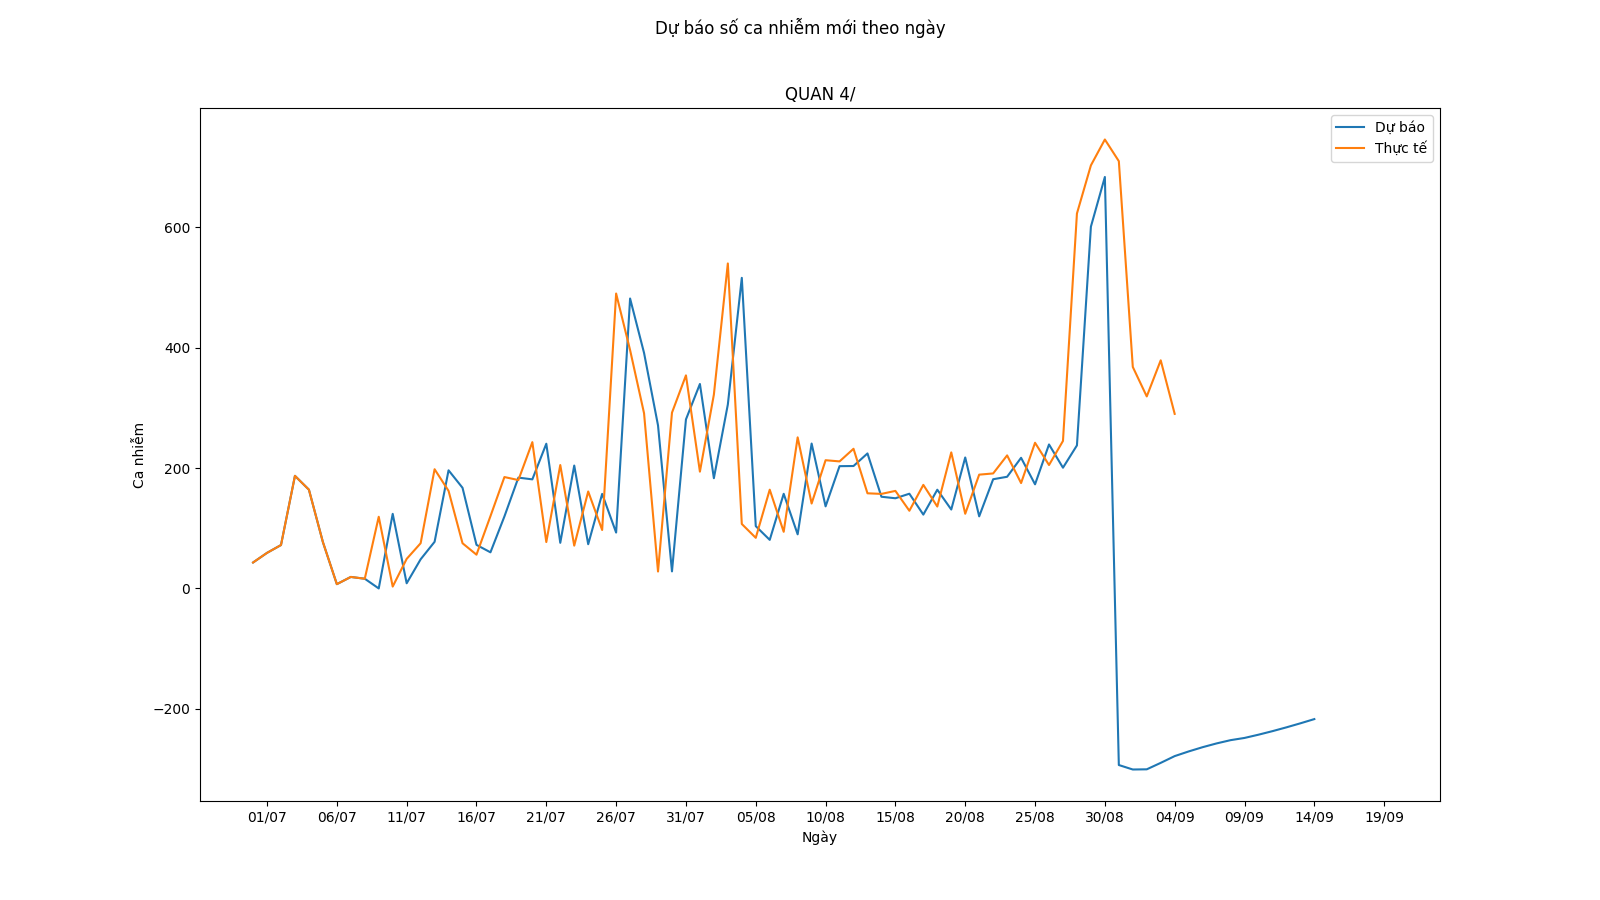 Dự báo số ca nhiễm mới theo ngày
QUAN 4/
Dự báo
Thực tế
600
400
200
0
−200
Ca nhiễm
01/07 06/07 11/07 16/07 21/07 26/07 31/07 05/08 10/08 15/08 20/08 25/08 30/08 04/09 09/09 14/09 19/09
Ngày